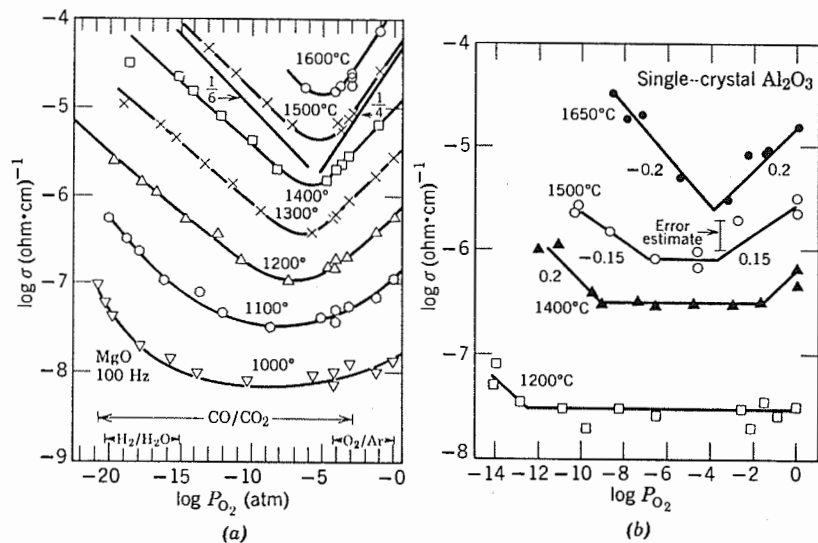 -4
-5
-6
-7
-8
-9
log σ (ohm·cm)⁻¹
1600°C
1500°C
1/6
1/4
1400°
1300°
1200°
1100°
1000°
MgO
100 Hz
CO/CO₂
H₂/H₂O
O₂/Ar
-20
-15
-10
-5
-0
log P_O₂ (atm)
(a)
-4
-5
-6
-7
-8
log σ (ohm·cm)⁻¹
Single--crystal Al₂O₃
1650°C
-0.2
0.2
1500°C
Error
estimate
-0.15
0.15
0.2
1400°C
1200°C
-14
-12
-10
-8
-6
-4
-2
0
log P_O₂
(b)